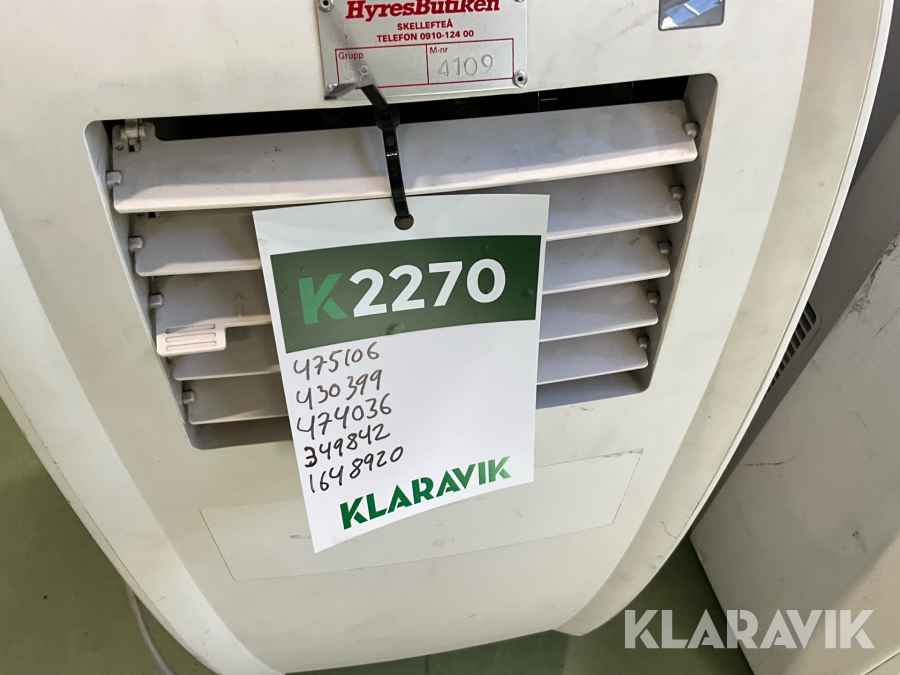 HyresButiken
SKELLEFTEÅ
TELEFON 0910-124 00
Grupp
M-nr
4109
K2270
475106
430399
474036
349842
1648920
KLARAVIK
KLARAVIK